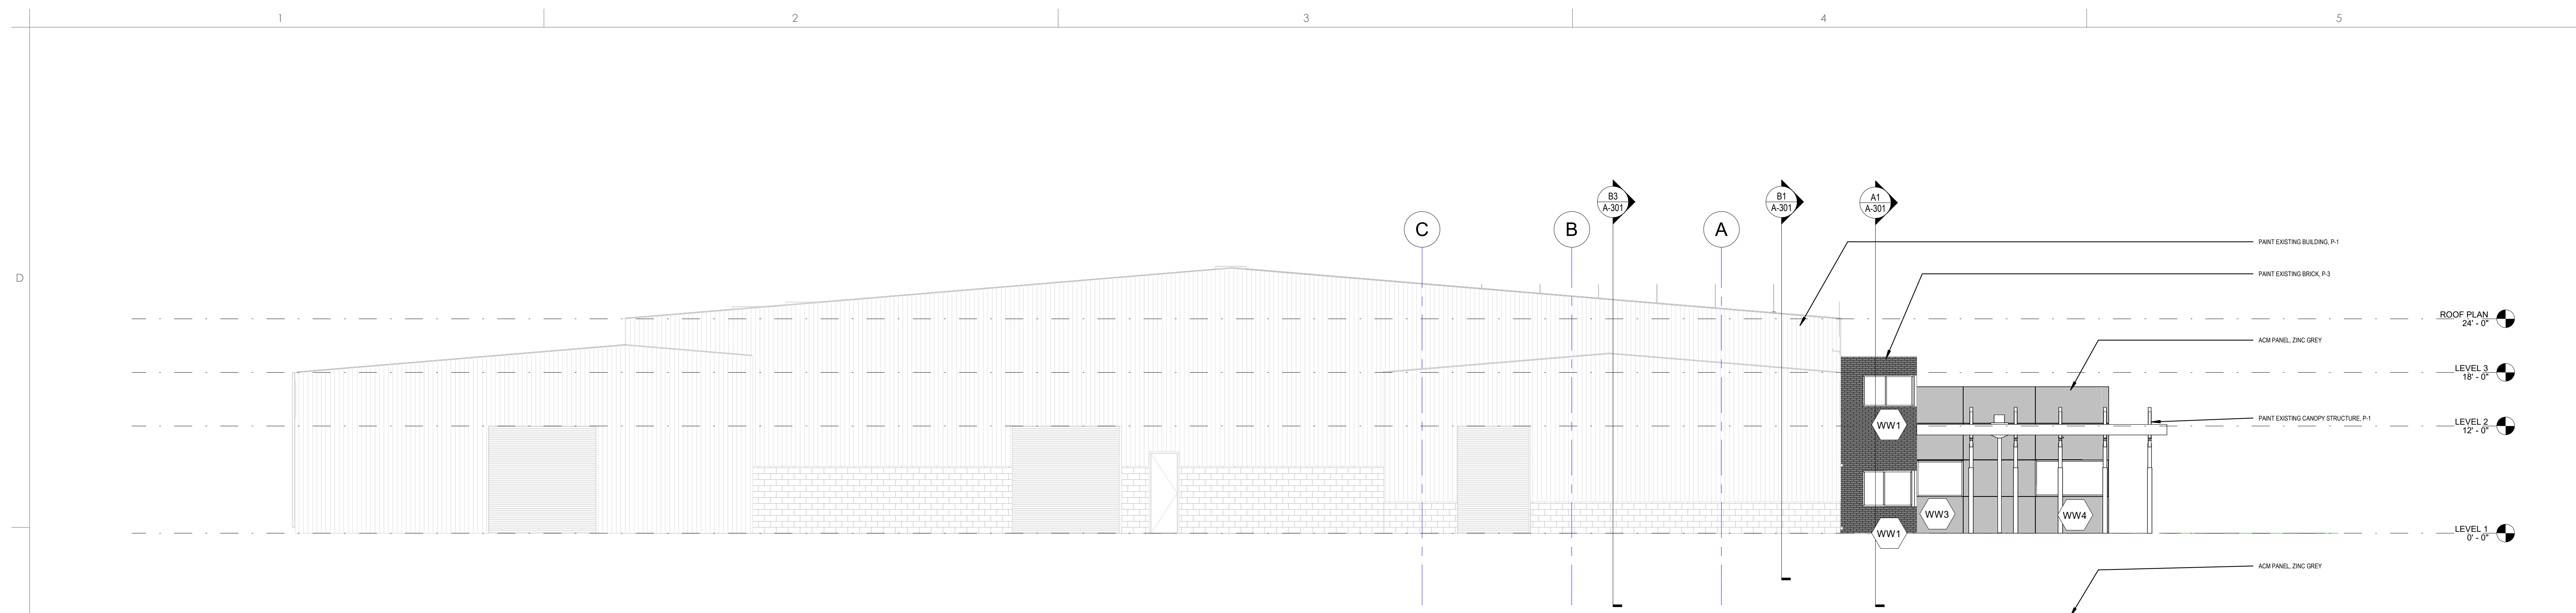 1 2 3 4 5
D
B3
A-301
B1
A-301
A1
A-301
C
B
A
PAINT EXISTING BUILDING, P-1
PAINT EXISTING BRICK, P-3
ROOF PLAN
24' - 0"
ACM PANEL, ZINC GREY
LEVEL 3
18' - 0"
PAINT EXISTING CANOPY STRUCTURE, P-1
LEVEL 2
12' - 0"
WW1
WW3
WW4
WW1
LEVEL 1
0' - 0"
ACM PANEL, ZINC GREY